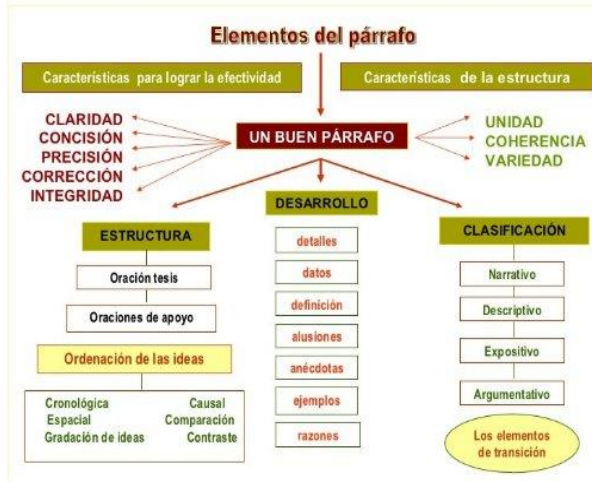 Elementos del párrafo
Características para lograr la efectividad
Características de la estructura
CLARIDAD
CONCISIÓN
PRECISIÓN
CORRECCIÓN
INTEGRIDAD
UN BUEN PÁRRAFO
UNIDAD
COHERENCIA
VARIEDAD
ESTRUCTURA
Oración tesis
Oraciones de apoyo
Ordenación de las ideas
Cronológica Causal
Espacial Comparación
Gradación de ideas Contraste
DESARROLLO
detalles
datos
definición
alusiones
anécdotas
ejemplos
razones
CLASIFICACIÓN
Narrativo
Descriptivo
Expositivo
Argumentativo
Los elementos
de transición